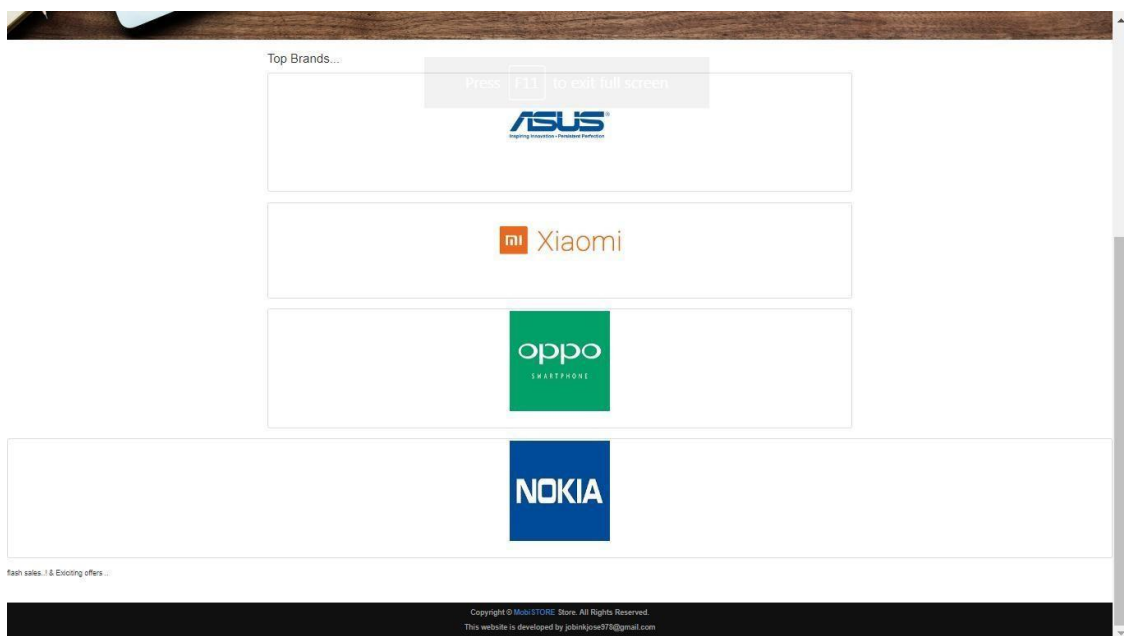 Top Brands...
Press F11 to exit full screen
ASUS
Inspiring Innovation - Persistent Perfection
mi Xiaomi
oppo
SMARTPHONE
NOKIA
flash sales..! & Exiciting offers ...
Copyright © MobiSTORE Store. All Rights Reserved.
This website is developed by jobinkjose978@gmail.com